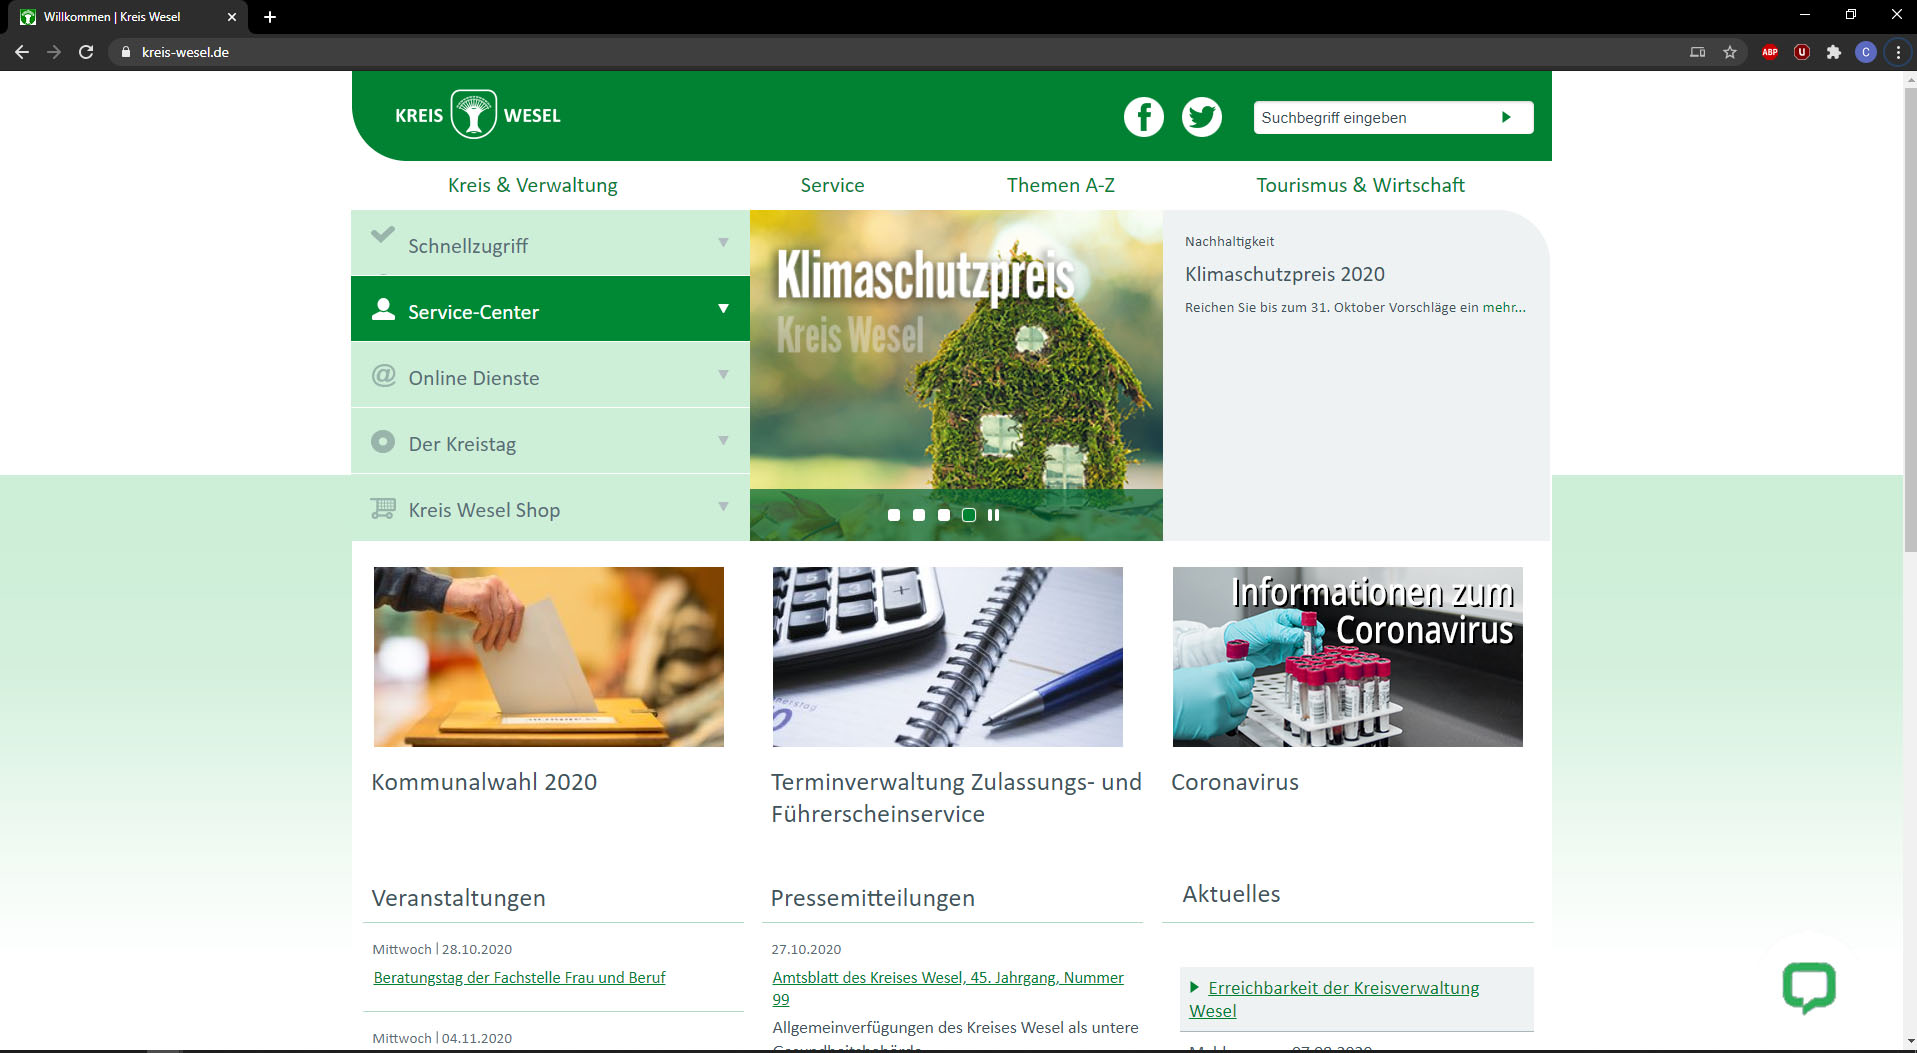 Willkommen | Kreis Wesel
kreis-wesel.de
ABP
C
KREIS WESEL
Suchbegriff eingeben
Kreis & Verwaltung
Service
Themen A-Z
Tourismus & Wirtschaft
Schnellzugriff
Service-Center
@ Online Dienste
Der Kreistag
Kreis Wesel Shop
Klimaschutzpreis
Kreis Wesel
Nachhaltigkeit
Klimaschutzpreis 2020
Reichen Sie bis zum 31. Oktober Vorschläge ein mehr...
Informationen zum
Coronavirus
Kommunalwahl 2020
Terminverwaltung Zulassungs- und
Führerscheinservice
Coronavirus
Veranstaltungen
Mittwoch | 28.10.2020
Beratungstag der Fachstelle Frau und Beruf
Mittwoch | 04.11.2020
Pressemitteilungen
27.10.2020
Amtsblatt des Kreises Wesel, 45. Jahrgang, Nummer
99
Allgemeinverfügungen des Kreises Wesel als untere
Aktuelles
Erreichbarkeit der Kreisverwaltung
Wesel